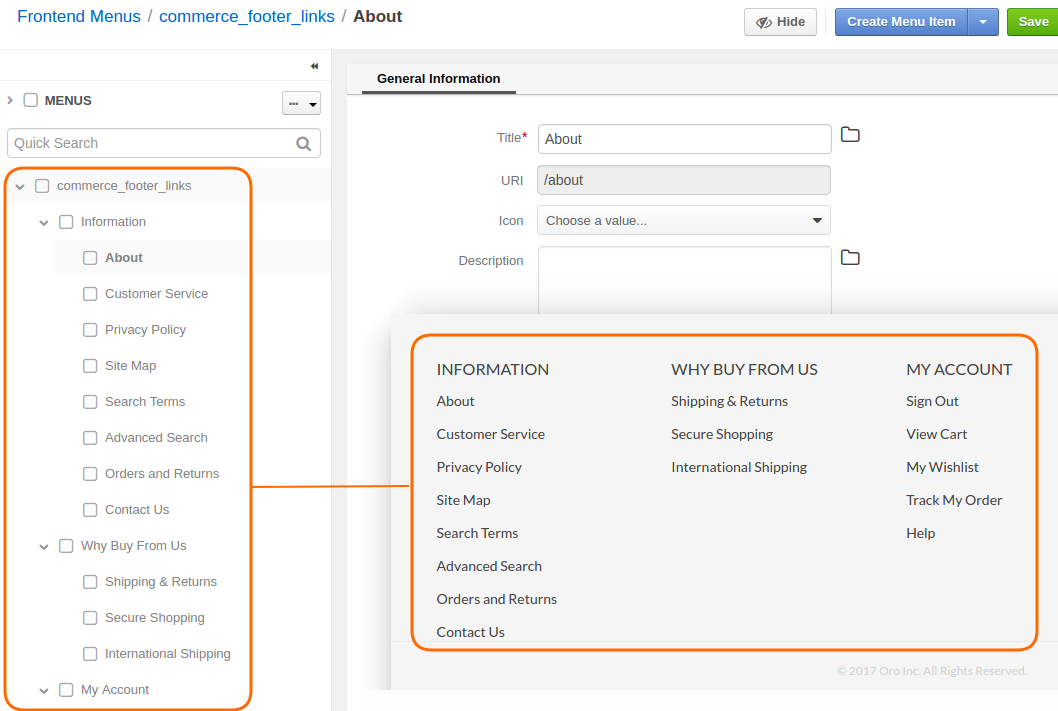 Frontend Menus / commerce_footer_links / About
Hide
Create Menu Item
Save
MENUS
...
Quick Search
commerce_footer_links
Information
About
Customer Service
Privacy Policy
Site Map
Search Terms
Advanced Search
Orders and Returns
Contact Us
Why Buy From Us
Shipping & Returns
Secure Shopping
International Shipping
My Account
General Information
Title* About
URI /about
Icon Choose a value...
Description
INFORMATION
About
Customer Service
Privacy Policy
Site Map
Search Terms
Advanced Search
Orders and Returns
Contact Us
WHY BUY FROM US
Shipping & Returns
Secure Shopping
International Shipping
MY ACCOUNT
Sign Out
View Cart
My Wishlist
Track My Order
Help
© 2017 Oro Inc. All Rights Reserved.